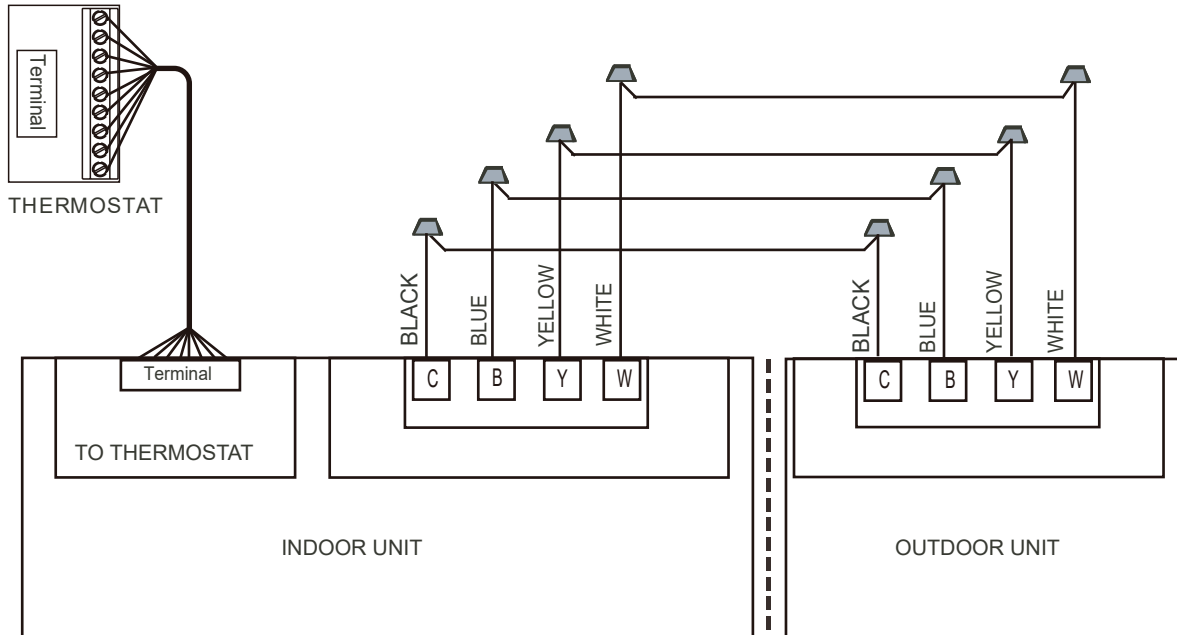 Terminal
THERMOSTAT
BLACK
BLUE
YELLOW
WHITE
BLACK
BLUE
YELLOW
WHITE
Terminal
C
B
Y
W
C
B
Y
W
TO THERMOSTAT
INDOOR UNIT
OUTDOOR UNIT